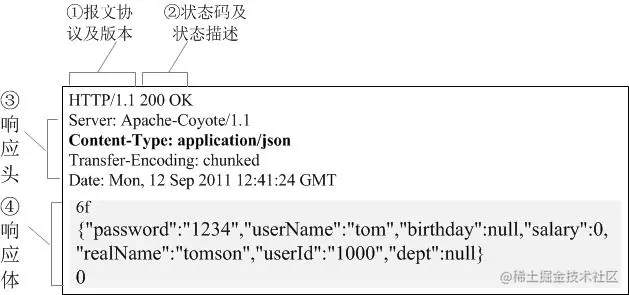 ①报文协
议及版本
②状态码及
状态描述
HTTP/1.1 200 OK
③
响
应
头
Server: Apache-Coyote/1.1
Content-Type: application/json
Transfer-Encoding: chunked
Date: Mon, 12 Sep 2011 12:41:24 GMT
④
响
应
体
6f
{"password":"1234","userName":"tom","birthday":null,"salary":0,
"realName":"tomson","userId":"1000","dept":null}
0
@稀土掘金技术社区